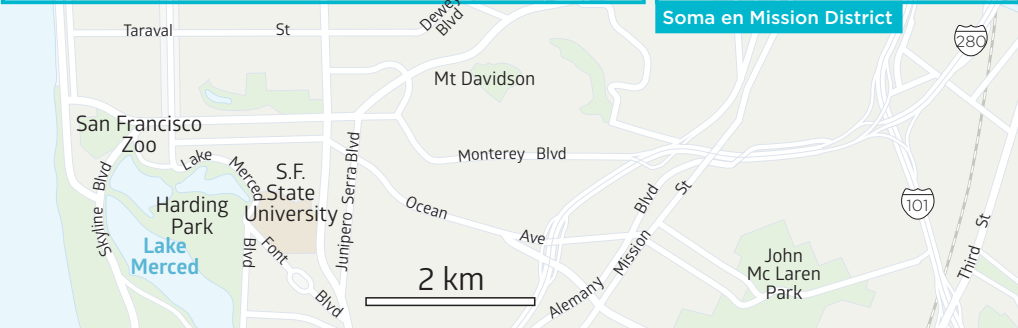 Soma en Mission District
Dewey
Blvd
Taraval St
280
Mt Davidson
San Francisco
Zoo
Monterey Blvd
Lake Merced
Blvd
S.F.
State
University
Skyline Blvd
Junipero Serra Blvd
Harding
Park
Ocean Ave
101
Lake
Merced
Font Blvd
Alemany Blvd
Mission St
Third St
John
Mc Laren
Park
2 km